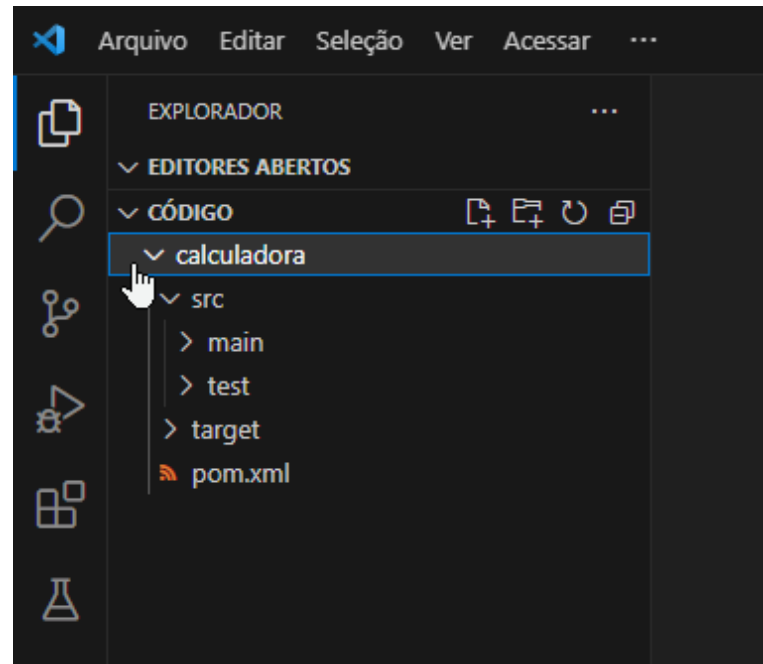 Arquivo Editar Seleção Ver Acessar ···
EXPLORADOR ···
EDITORES ABERTOS
CÓDIGO
calculadora
src
main
test
target
pom.xml